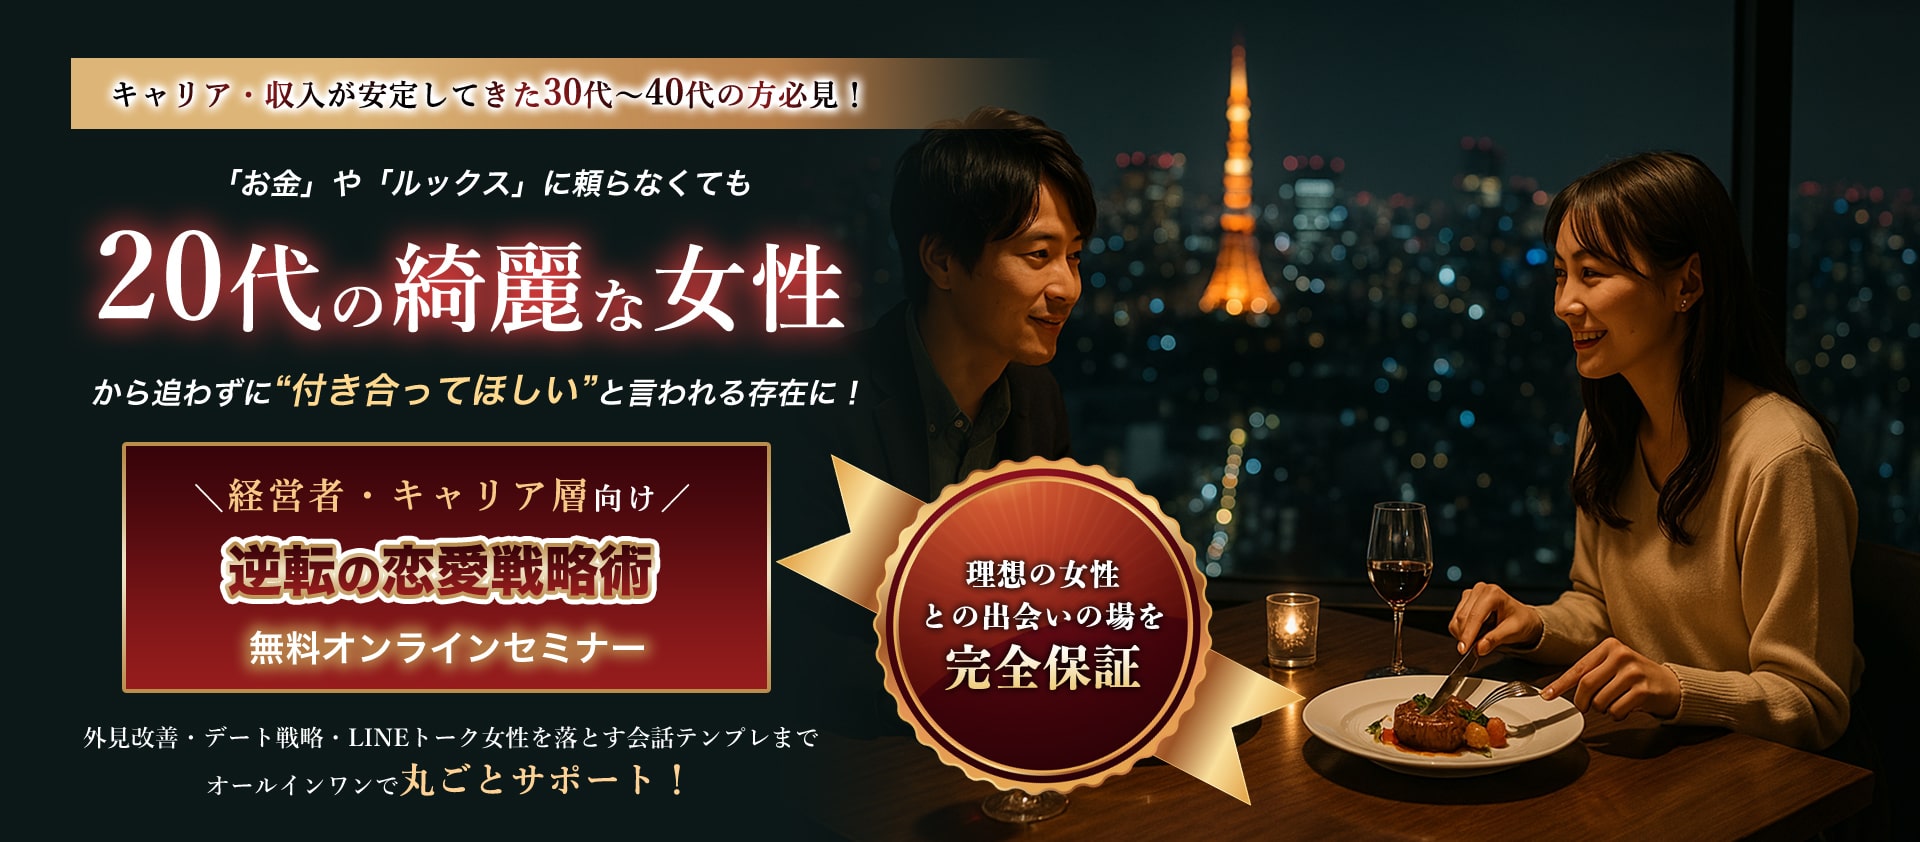 キャリア・収入が安定してきた30代〜40代の方必見！
「お金」や「ルックス」に頼らなくても
20代の綺麗な女性
から追わずに“付き合ってほしい”と言われる存在に！
＼経営者・キャリア層向け／
逆転の恋愛戦略術
無料オンラインセミナー
外見改善・デート戦略・LINEトーク女性を落とす会話テンプレまで
オールインワンで丸ごとサポート！
理想の女性
との出会いの場を
完全保証